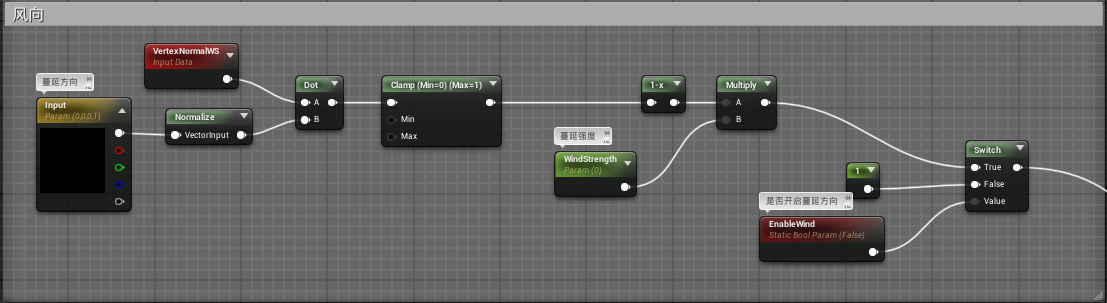 风向
VertexNormalWS
Input Data
蔓延方向
Input
Param (0,0,0,1)
Normalize
VectorInput
Dot
A
B
Clamp (Min=0) (Max=1)
Min
Max
1-x
Multiply
A
B
蔓延强度
WindStrength
Param (0)
1
是否开启蔓延方向
EnableWind
Static Bool Param (False)
Switch
True
False
Value